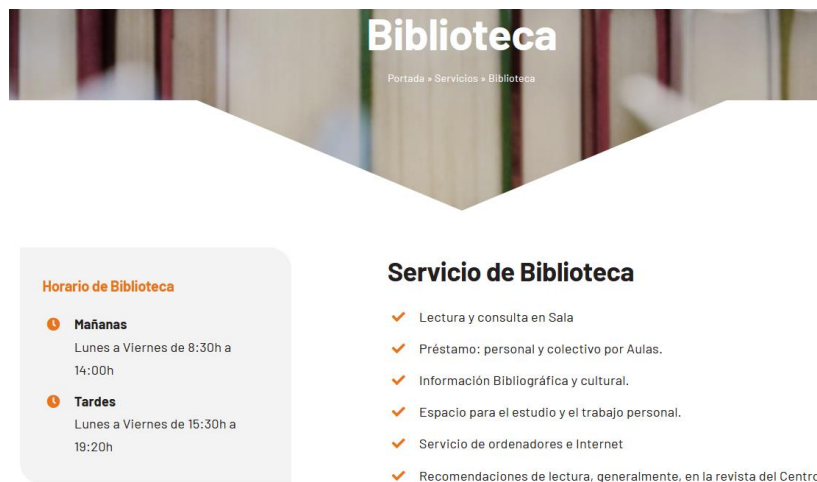 Biblioteca
Portada » Servicios » Biblioteca
Horario de Biblioteca
Mañanas
Lunes a Viernes de 8:30h a
14:00h
Tardes
Lunes a Viernes de 15:30h a
19:20h
Servicio de Biblioteca
Lectura y consulta en Sala
Préstamo: personal y colectivo por Aulas.
Información Bibliográfica y cultural.
Espacio para el estudio y el trabajo personal.
Servicio de ordenadores e Internet
Recomendaciones de lectura, generalmente, en la revista del Centro